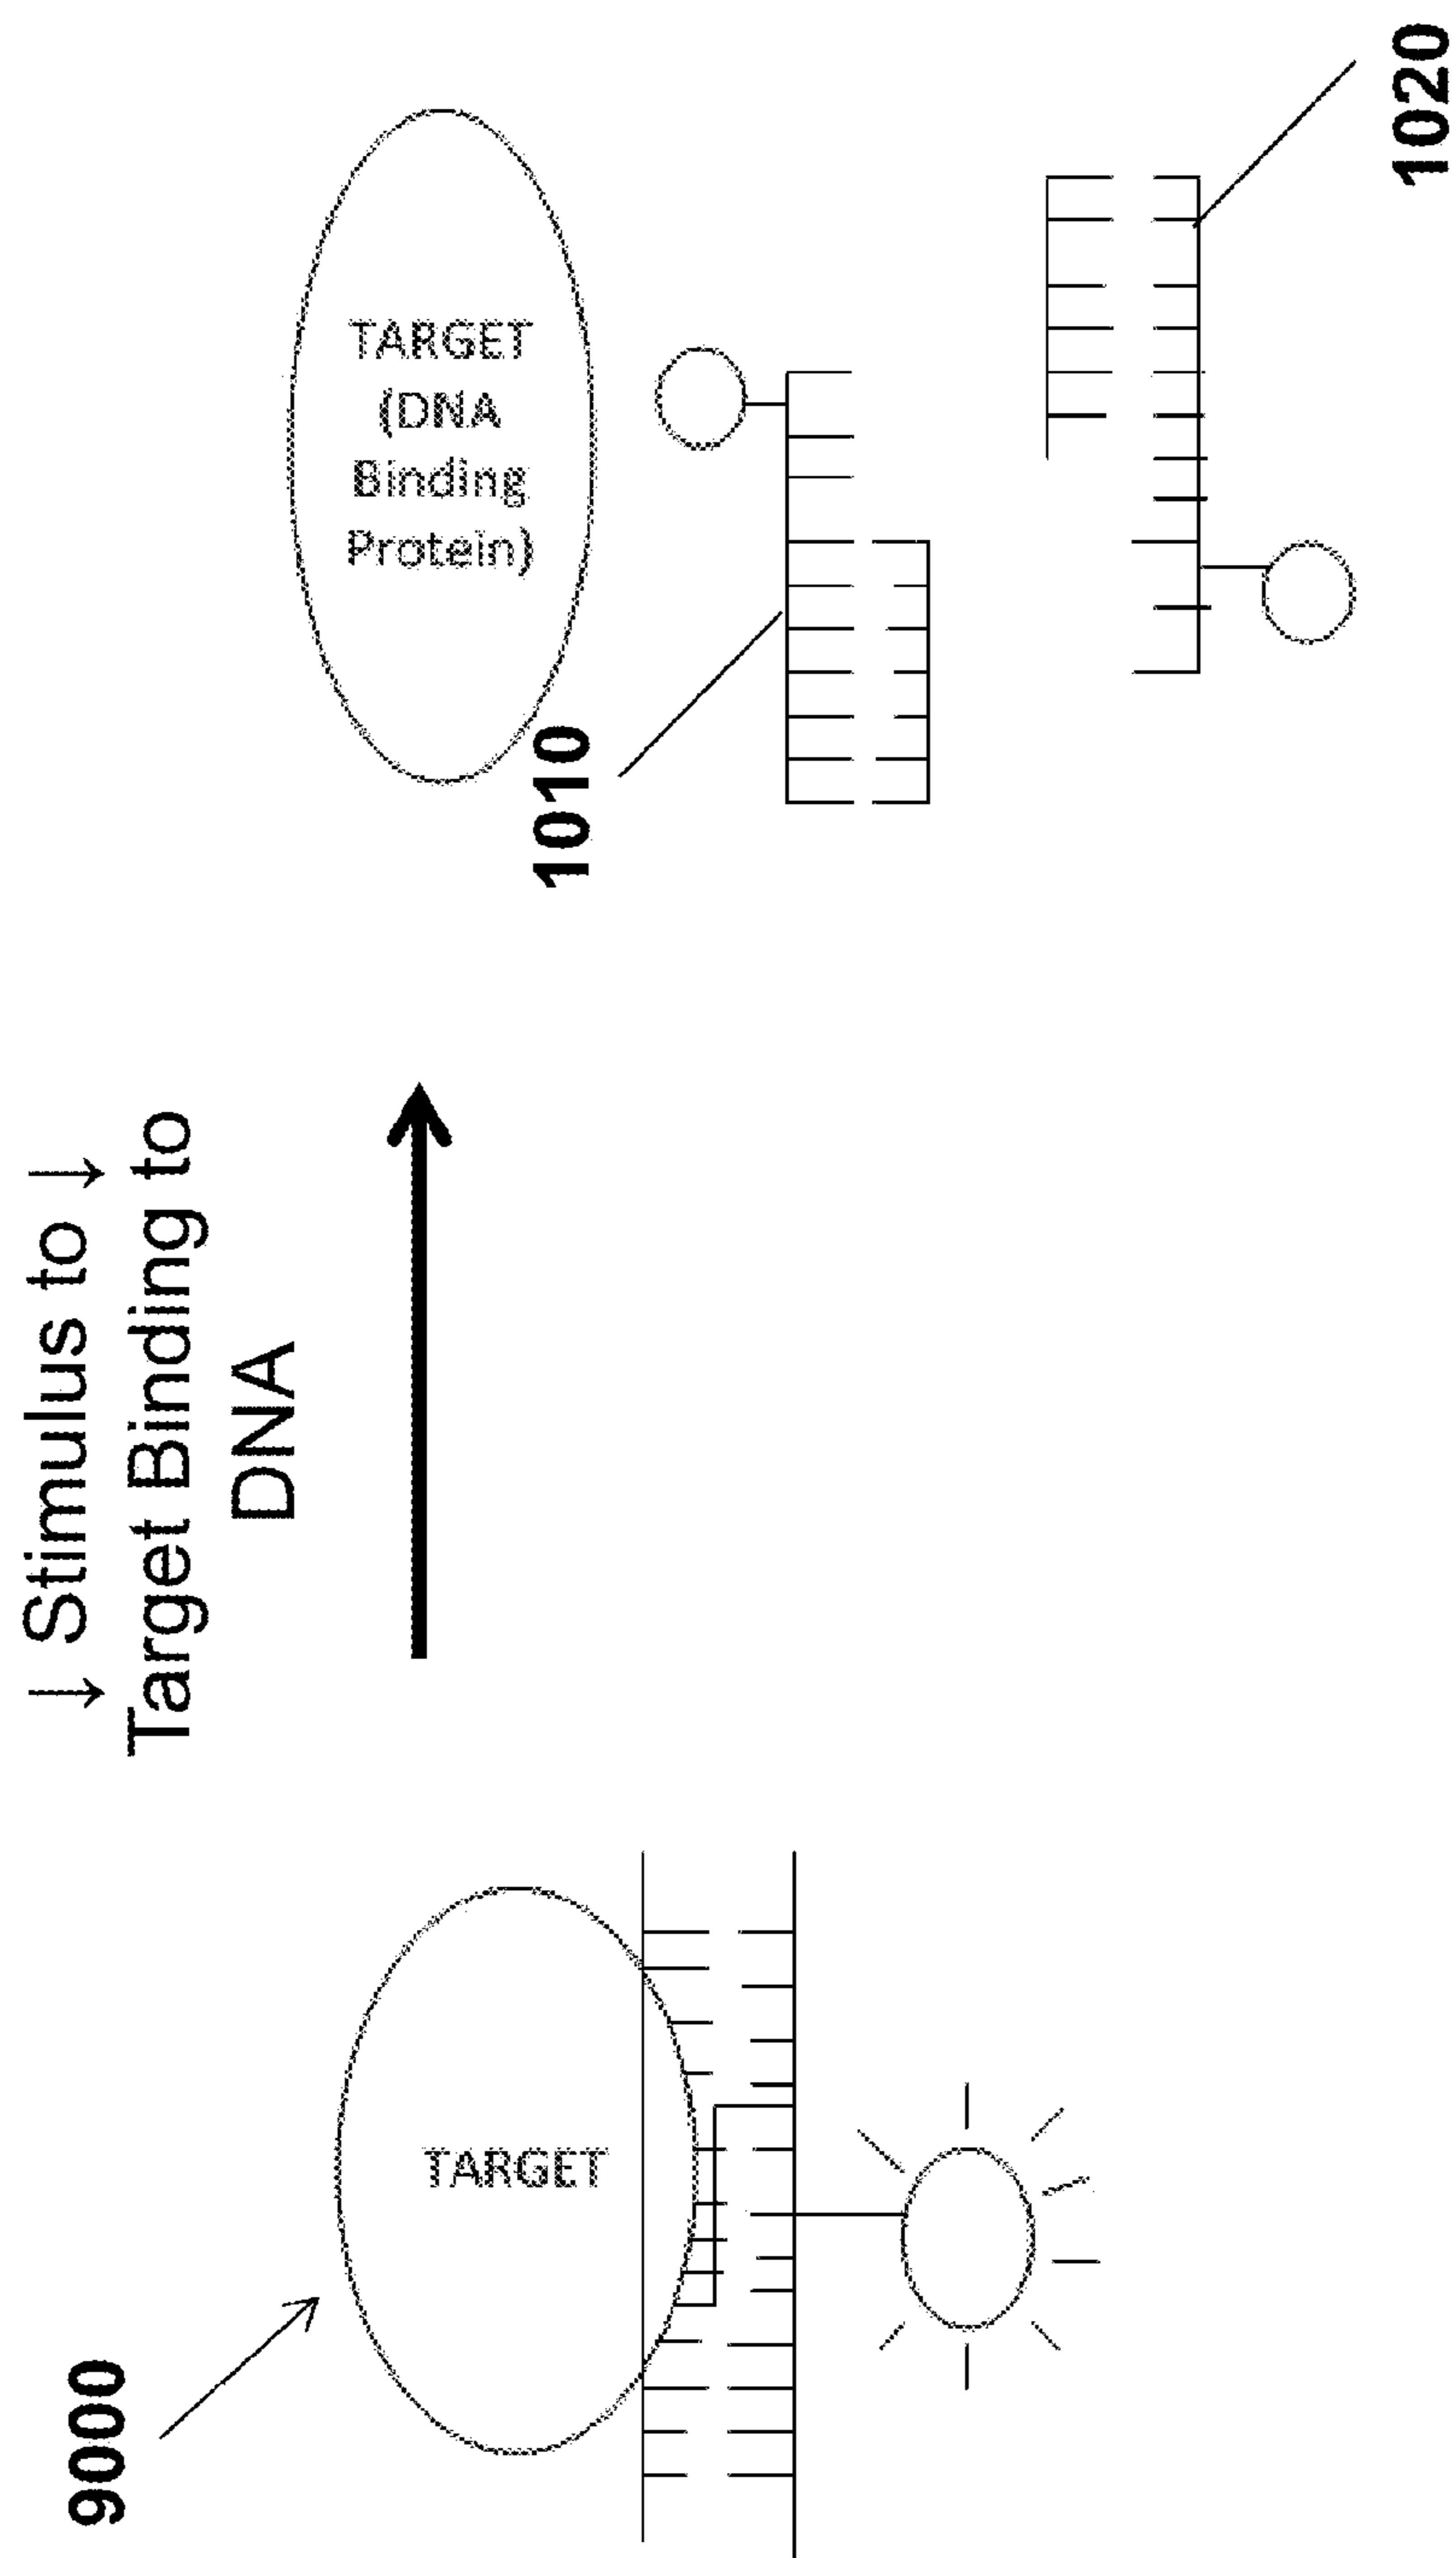 9000
TARGET
↓ Stimulus to ↓
Target Binding to
DNA
TARGET
(DNA
Binding
Protein)
1010
1020